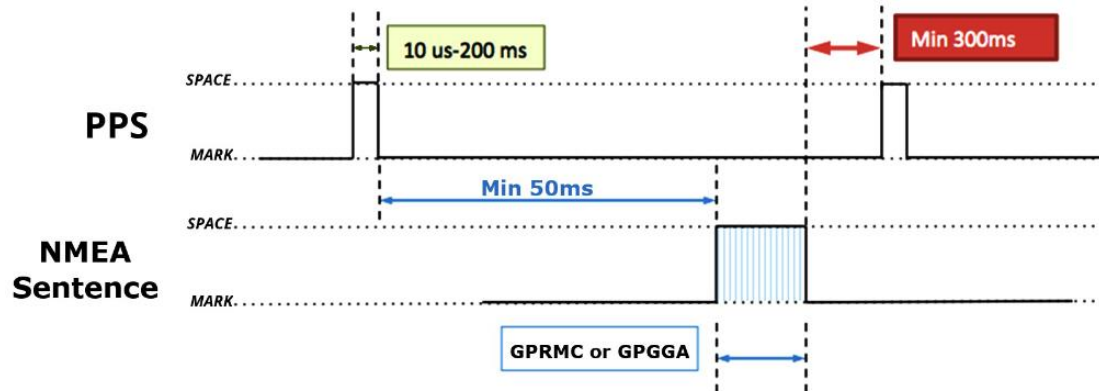 10 us-200 ms
Min 300ms
SPACE
PPS
MARK
Min 50ms
SPACE
NMEA
Sentence
MARK
GPRMC or GPGGA